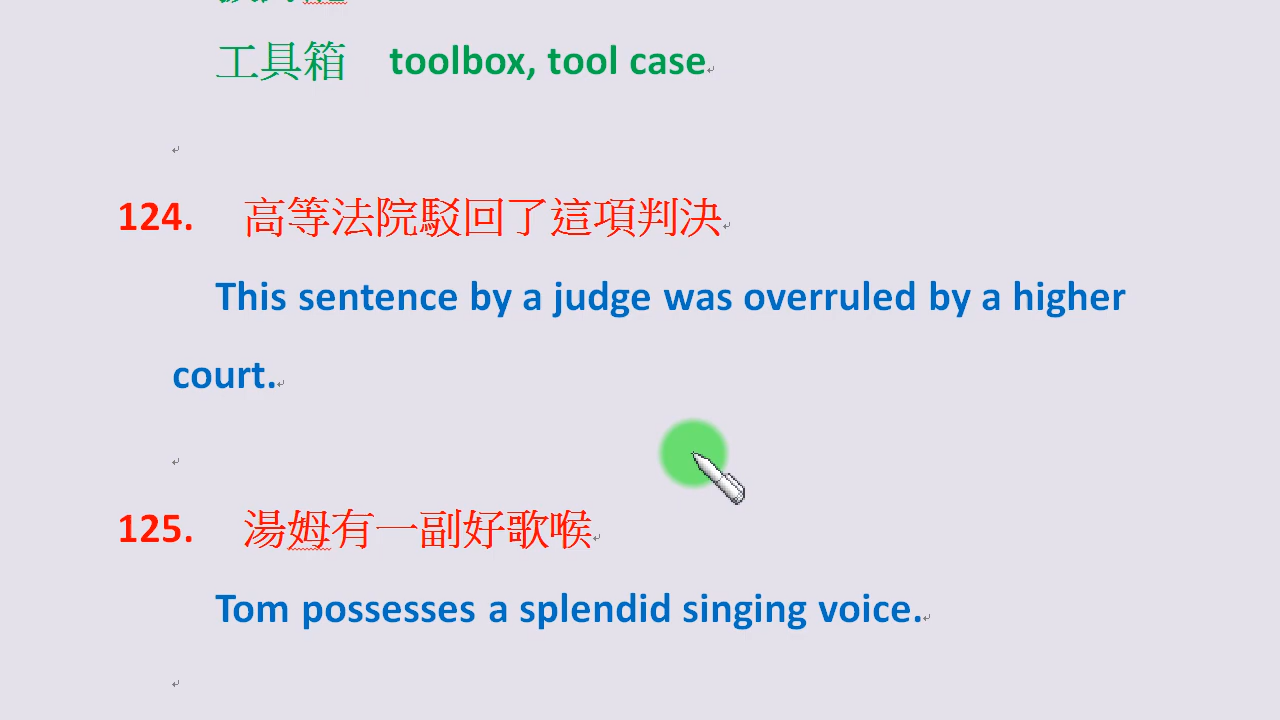 工具箱 toolbox, tool case
124. 高等法院駁回了這項判決
This sentence by a judge was overruled by a higher
court.
125. 湯姆有一副好歌喉
Tom possesses a splendid singing voice.